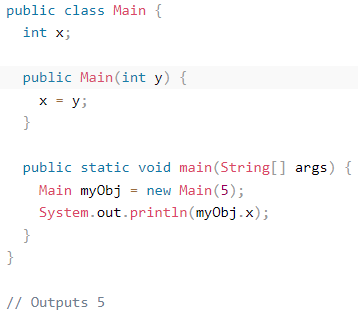 public class Main {
  int x;

  public Main(int y) {
    x = y;
  }

  public static void main(String[] args) {
    Main myObj = new Main(5);
    System.out.println(myObj.x);
  }
}

// Outputs 5